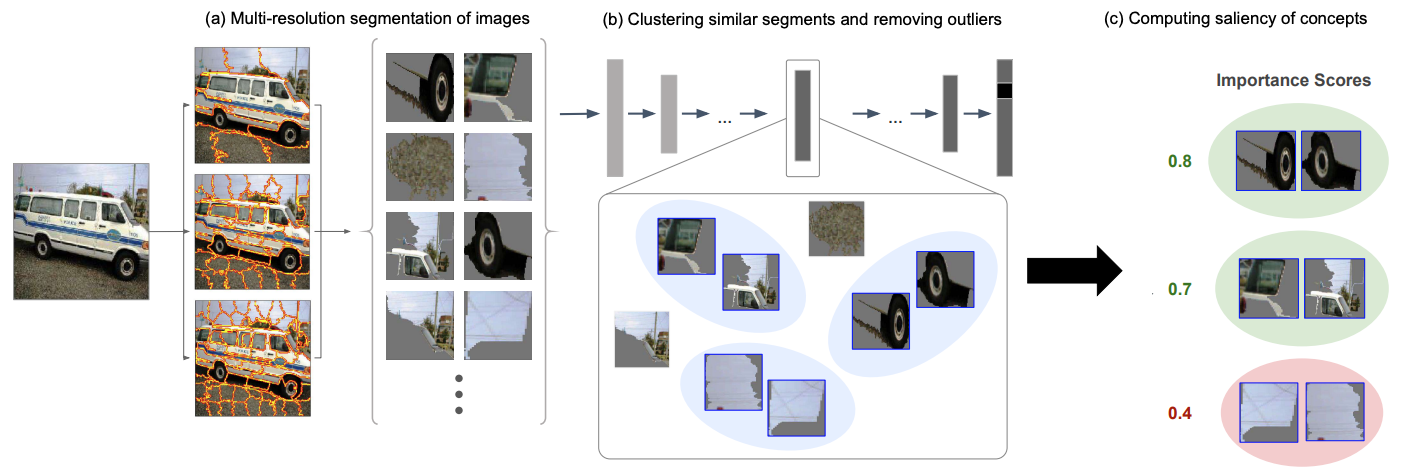 (a) Multi-resolution segmentation of images
(b) Clustering similar segments and removing outliers
(c) Computing saliency of concepts
Importance Scores
...
...
0.8
0.7
0.4